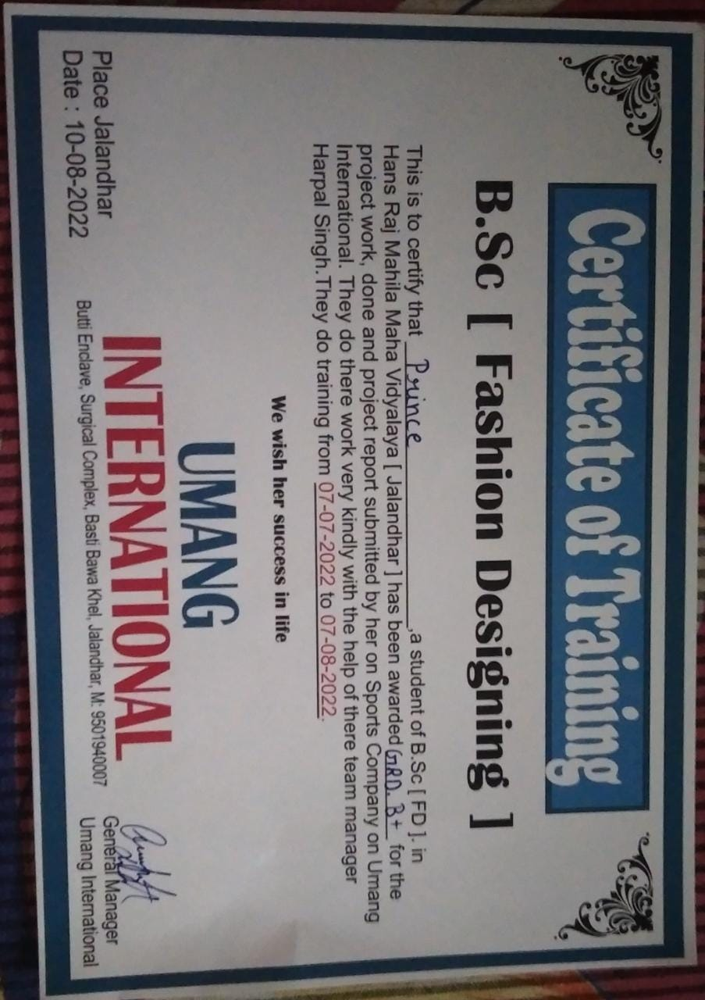 Certificate of Training
B.Sc [ Fashion Designing ]
This is to certify that Prince ,a student of B.Sc [ FD ]. in
Hans Raj Mahila Maha Vidyalaya [ Jalandhar ] has been awarded GRD. B+ for the
project work, done and project report submitted by her on Sports Company on Umang
International. They do there work very kindly with the help of there team manager
Harpal Singh.They do training from 07-07-2022 to 07-08-2022.
We wish her success in life
UMANG
INTERNATIONAL
Butti Enclave, Surgical Complex, Basti Bawa Khel, Jalandhar, M: 9501940007
Place Jalandhar
Date : 10-08-2022
General Manager
Umang International